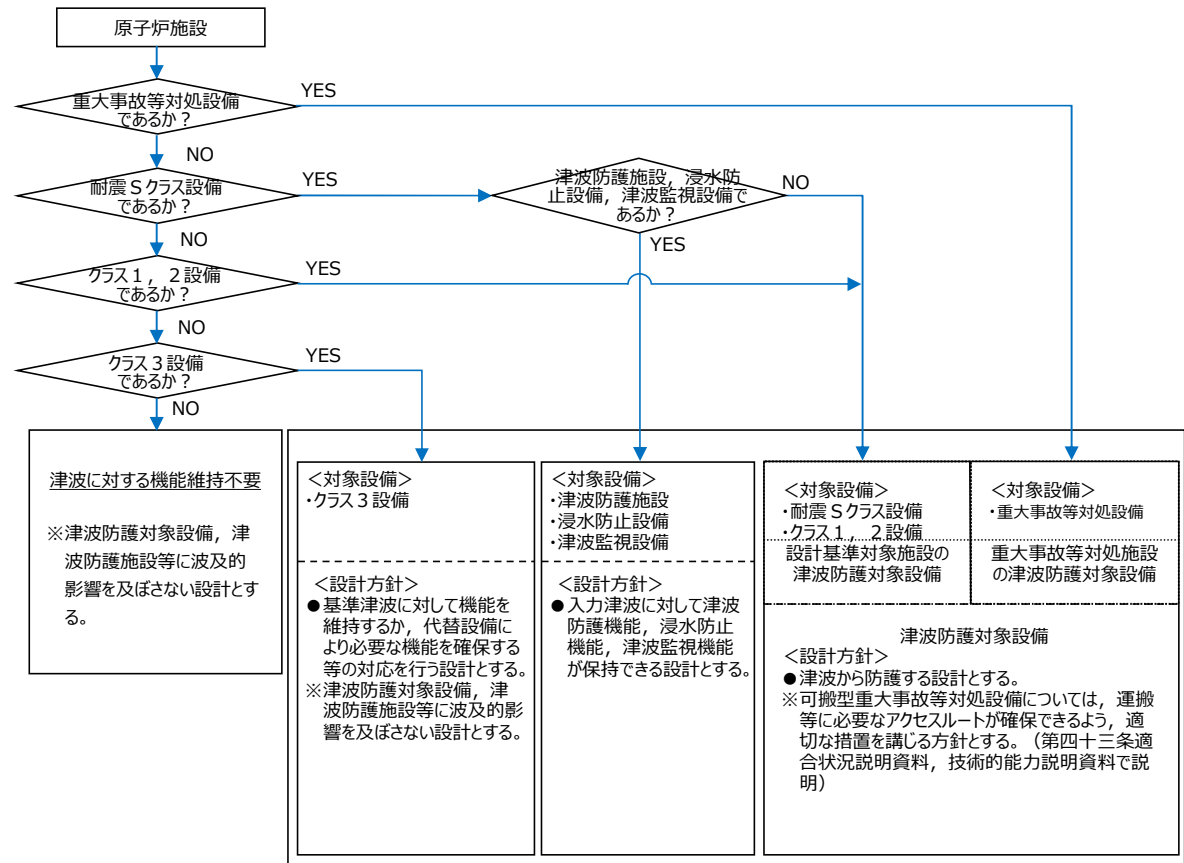 原子炉施設
重大事故等対処設備
であるか？
YES
NO
耐震Ｓクラス設備
であるか？
YES
津波防護施設，浸水防
止設備，津波監視設備で
あるか？
NO
YES
NO
クラス１，２設備
であるか？
YES
NO
クラス３設備
であるか？
YES
NO
津波に対する機能維持不要
※津波防護対象設備，津
波防護施設等に波及的
影響を及ぼさない設計とす
る。
＜対象設備＞
・クラス３設備
＜設計方針＞
●基準津波に対して機能を
維持するか，代替設備に
より必要な機能を確保する
等の対応を行う設計とする。
※津波防護対象設備，津
波防護施設等に波及的影
響を及ぼさない設計とする。
＜対象設備＞
・津波防護施設
・浸水防止設備
・津波監視設備
＜設計方針＞
●入力津波に対して津波
防護機能，浸水防止
機能，津波監視機能
が保持できる設計とする。
＜対象設備＞
・耐震Ｓクラス設備
・クラス１，２設備
設計基準対象施設の
津波防護対象設備
＜対象設備＞
・重大事故等対処設備
重大事故等対処施設
の津波防護対象設備
津波防護対象設備
＜設計方針＞
●津波から防護する設計とする。
※可搬型重大事故等対処設備については，運搬
等に必要なアクセスルートが確保できるよう，適
切な措置を講じる方針とする。（第四十三条適
合状況説明資料，技術的能力説明資料で説
明）